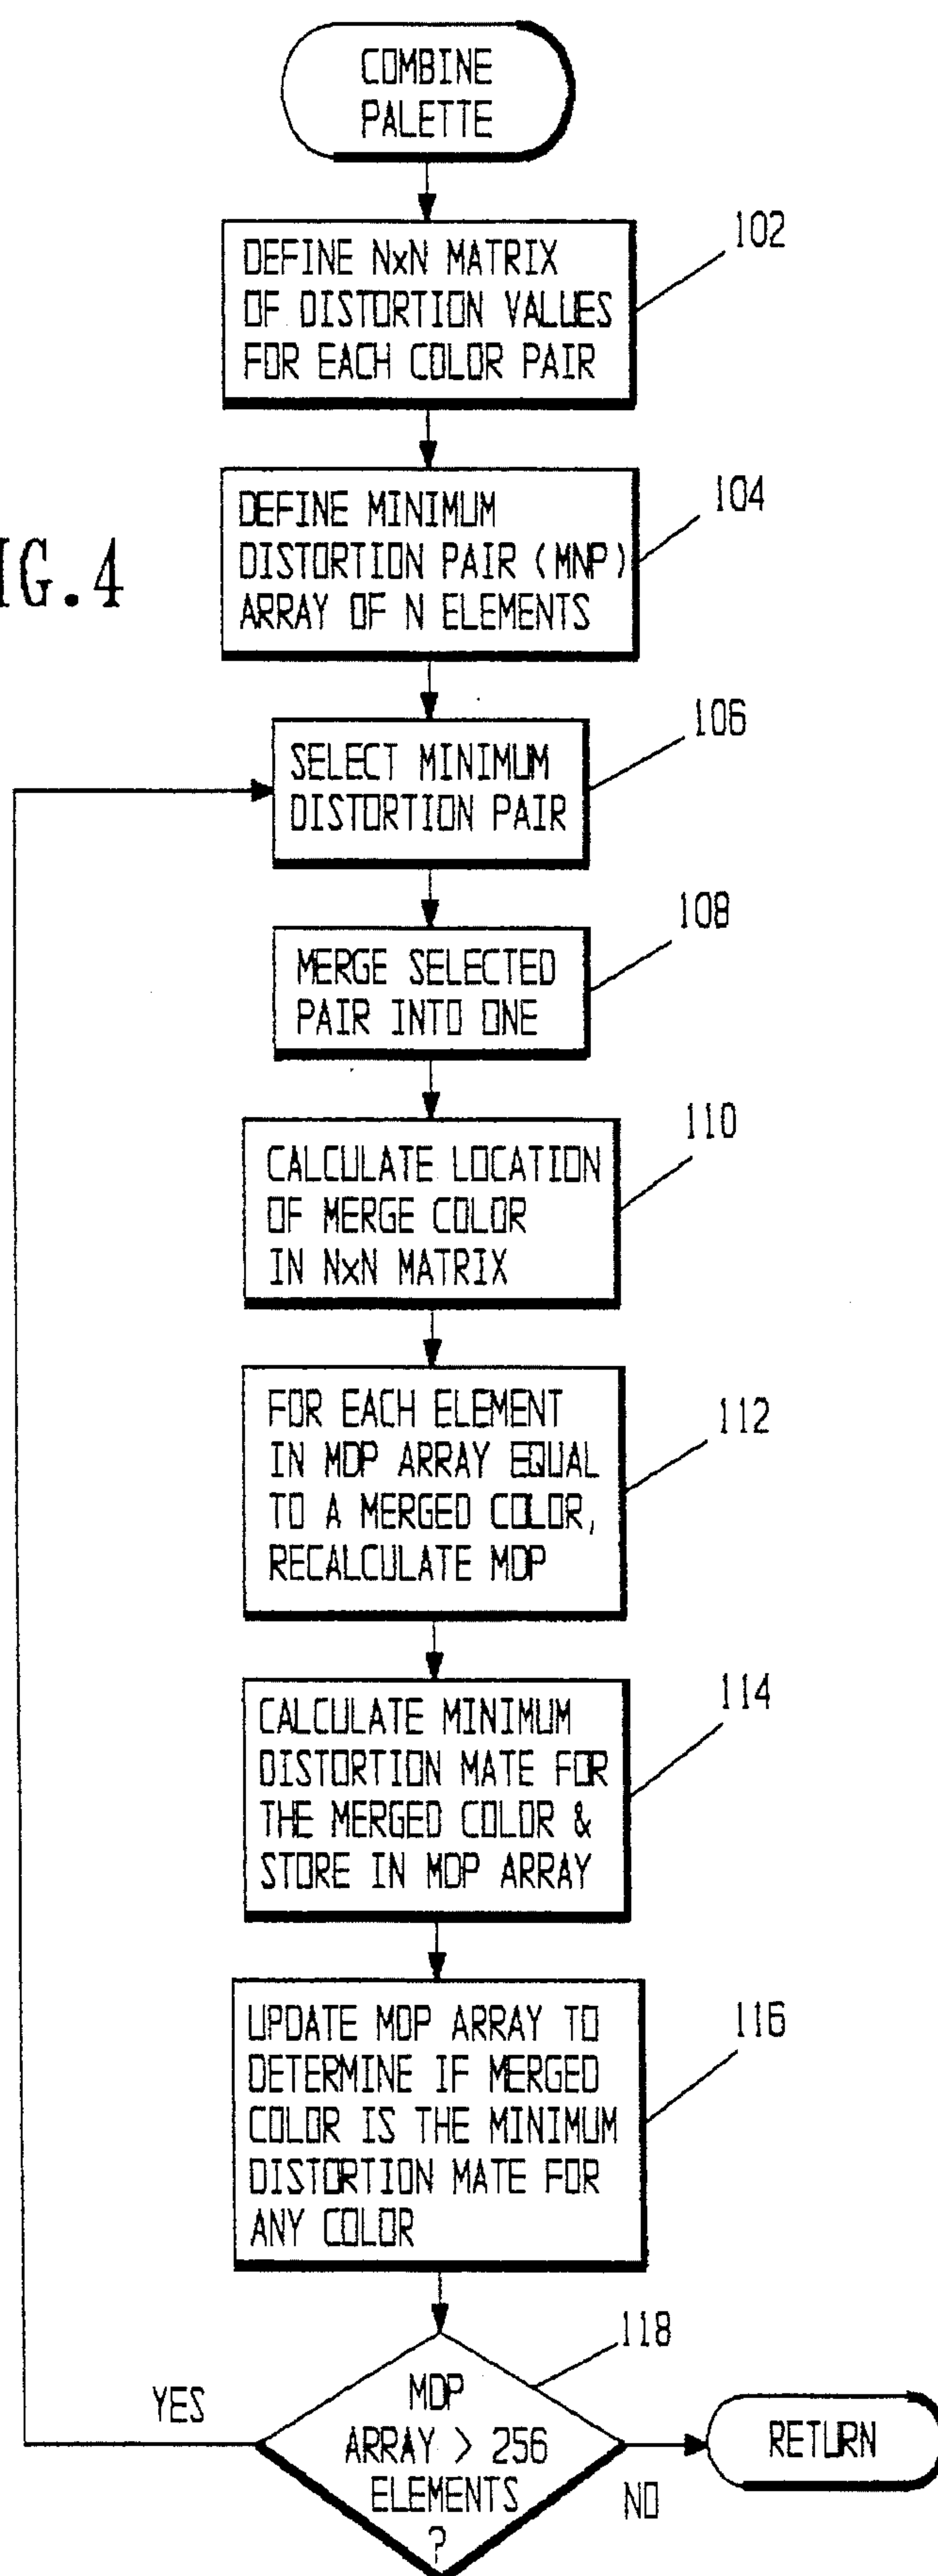 COMBINE
PALETTE
102
DEFINE NxN MATRIX
OF DISTORTION VALUES
FOR EACH COLOR PAIR
104
DEFINE MINIMUM
DISTORTION PAIR (MNP)
ARRAY OF N ELEMENTS
IG.4
106
SELECT MINIMUM
DISTORTION PAIR
108
MERGE SELECTED
PAIR INTO ONE
110
CALCULATE LOCATION
OF MERGE COLOR
IN NxN MATRIX
112
FOR EACH ELEMENT
IN MDP ARRAY EQUAL
TO A MERGED COLOR,
RECALCULATE MDP
114
CALCULATE MINIMUM
DISTORTION MATE FOR
THE MERGED COLOR &
STORE IN MDP ARRAY
116
UPDATE MDP ARRAY TO
DETERMINE IF MERGED
COLOR IS THE MINIMUM
DISTORTION MATE FOR
ANY COLOR
118
MDP
ARRAY > 256
ELEMENTS
?
YES
NO
RETURN